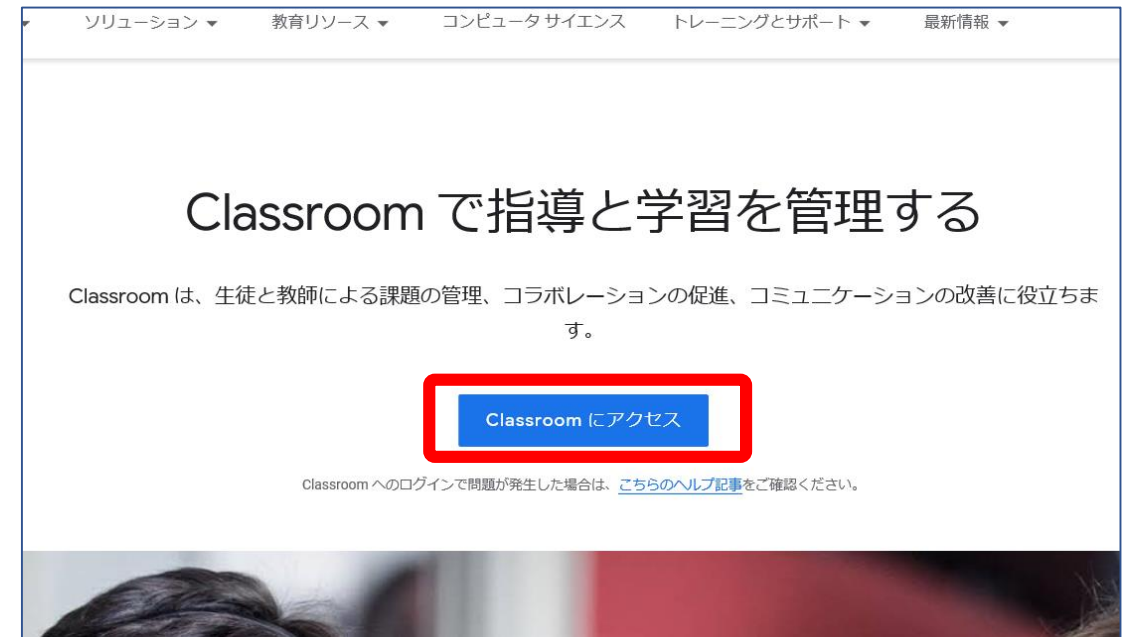 ソリューション 教育リソース コンピュータ サイエンス トレーニングとサポート 最新情報
Classroom で指導と学習を管理する
Classroom は、生徒と教師による課題の管理、コラボレーションの促進、コミュニケーションの改善に役立ちま
す。
Classroom にアクセス
Classroom へのログインで問題が発生した場合は、こちらのヘルプ記事をご確認ください。